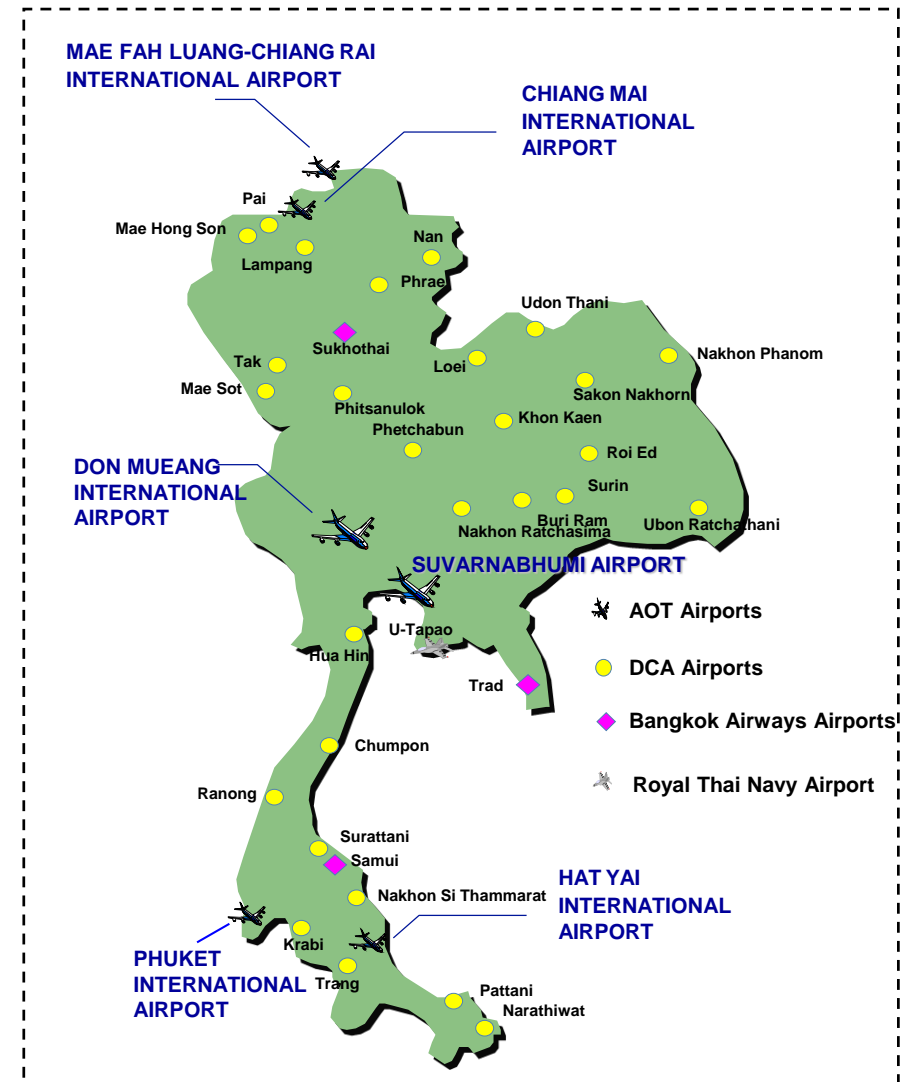 MAE FAH LUANG-CHIANG RAI
INTERNATIONAL AIRPORT
CHIANG MAI
INTERNATIONAL
AIRPORT
Pai
Mae Hong Son
Lampang
Nan
Phrae
Udon Thani
Sukhothai
Loei
Nakhon Phanom
Tak
Mae Sot
Sakon Nakhorn
Phitsanulok
Khon Kaen
Phetchabun
Roi Ed
DON MUEANG
INTERNATIONAL
AIRPORT
Surin
Buri Ram
Nakhon Ratchasima
Ubon Ratchathani
SUVARNABHUMI AIRPORT
AOT Airports
U-Tapao
Hua Hin
DCA Airports
Trad
Bangkok Airways Airports
Chumpon
Royal Thai Navy Airport
Ranong
Surattani
Samui
HAT YAI
INTERNATIONAL
AIRPORT
Nakhon Si Thammarat
Krabi
PHUKET
INTERNATIONAL
AIRPORT
Trang
Pattani
Narathiwat